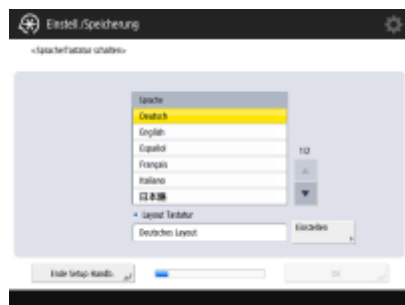 Einstell./Speicherung
<Sprache/Tastatur schalten>
Sprache
Deutsch
English
Español
Français
Italiano
日本語
1/2
Layout Tastatur
Deutsches Layout
Einstellen
Ende Setup-Handb.
OK